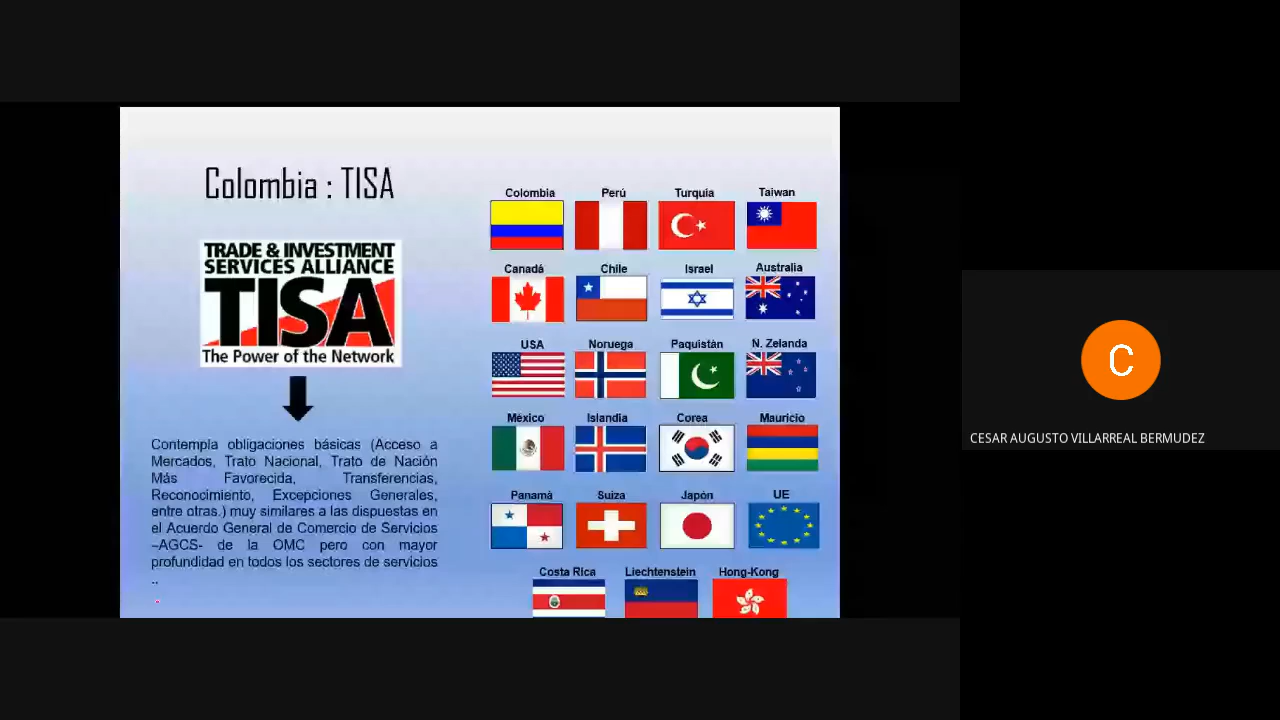 Colombia : TISA
TRADE & INVESTMENT
SERVICES ALLIANCE
TISA
The Power of the Network
Contempla obligaciones básicas (Acceso a
Mercados, Trato Nacional, Trato de Nación
Más Favorecida, Transferencias,
Reconocimiento, Excepciones Generales,
entre otras.) muy similares a las dispuestas en
el Acuerdo General de Comercio de Servicios
–AGCS- de la OMC pero con mayor
profundidad en todos los sectores de servicios
..
Colombia Perú Turquía Taiwan
Canadá Chile Israel Australia
USA Noruega Paquistán N. Zelanda
México Islandia Corea Mauricio
Panamá Suiza Japón UE
Costa Rica Liechtenstein Hong-Kong
C
CESAR AUGUSTO VILLARREAL BERMUDEZ